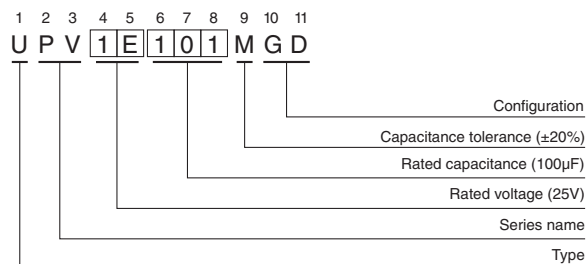 1 2 3 4 5 6 7 8 9 10 11
U P V 1 E 1 0 1 M G D
Configuration
Capacitance tolerance (±20%)
Rated capacitance (100µF)
Rated voltage (25V)
Series name
Type